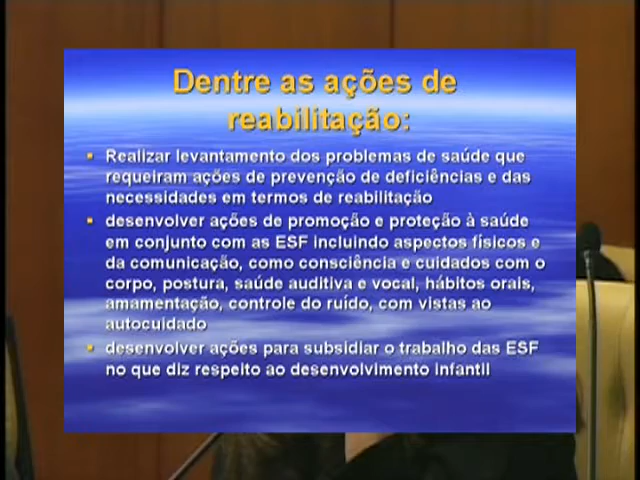 Dentre as ações de
reabilitação:
Realizar levantamento dos problemas de saúde que
requeiram ações de prevenção de deficiências e das
necessidades em termos de reabilitação
desenvolver ações de promoção e proteção à saúde
em conjunto com as ESF incluindo aspectos físicos e
da comunicação, como consciência e cuidados com o
corpo, postura, saúde auditiva e vocal, hábitos orais,
amamentação, controle do ruído, com vistas ao
autocuidado
desenvolver ações para subsidiar o trabalho das ESF
no que diz respeito ao desenvolvimento infantil